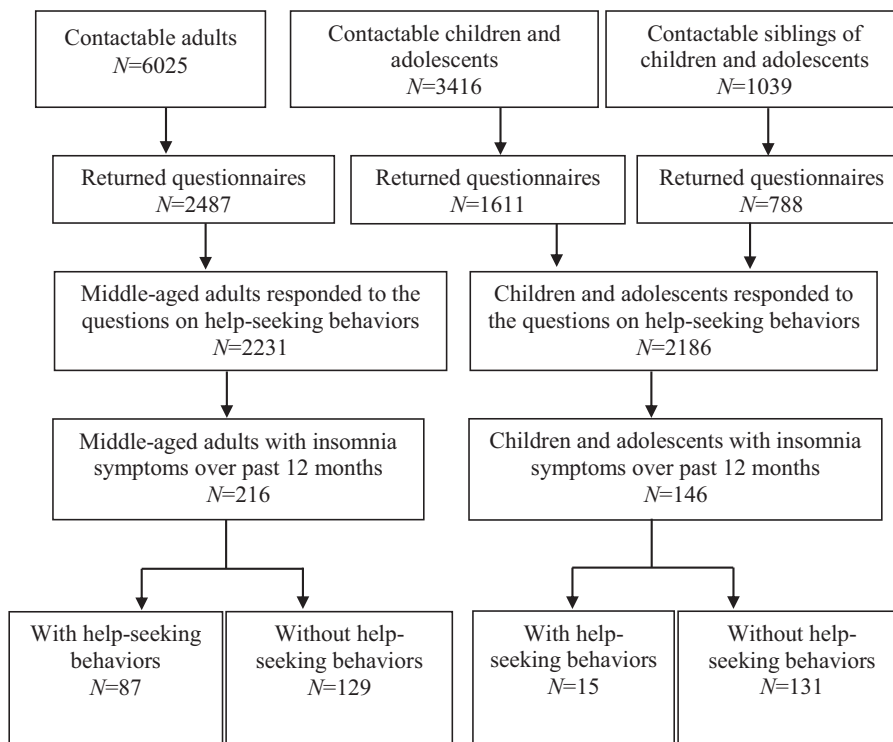 Contactable adults
N=6025
Contactable children and
adolescents
N=3416
Contactable siblings of
children and adolescents
N=1039
Returned questionnaires
N=2487
Returned questionnaires
N=1611
Returned questionnaires
N=788
Middle-aged adults responded to the
questions on help-seeking behaviors
N=2231
Children and adolescents responded to
the questions on help-seeking behaviors
N=2186
Middle-aged adults with insomnia
symptoms over past 12 months
N=216
Children and adolescents with insomnia
symptoms over past 12 months
N=146
With help-seeking
behaviors
N=87
Without help-
seeking behaviors
N=129
With help-
seeking behaviors
N=15
Without help-
seeking behaviors
N=131